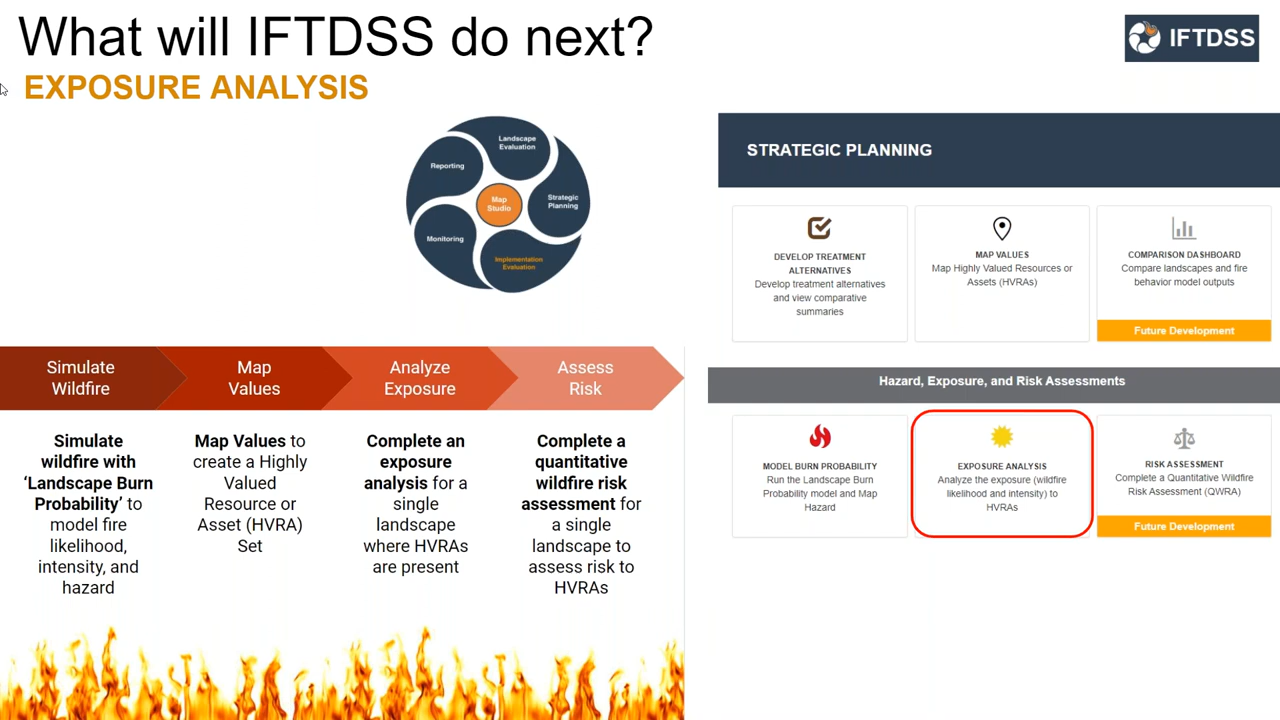 What will IFTDSS do next?
EXPOSURE ANALYSIS
IFTDSS
Landscape
Evaluation
Reporting
Strategic
Planning
Map
Studio
Monitoring
Implementation
Evaluation
Simulate
Wildfire
Map
Values
Analyze
Exposure
Assess
Risk
Simulate
wildfire with
‘Landscape Burn
Probability’ to
model fire
likelihood,
intensity, and
hazard
Map Values to
create a Highly
Valued
Resource or
Asset (HVRA)
Set
Complete an
exposure
analysis for a
single
landscape
where HVRAs
are present
Complete a
quantitative
wildfire risk
assessment for
a single
landscape to
assess risk to
HVRAs
STRATEGIC PLANNING
DEVELOP TREATMENT
ALTERNATIVES
Develop treatment alternatives
and view comparative
summaries
MAP VALUES
Map Highly Valued Resources or
Assets (HVRAs)
COMPARISON DASHBOARD
Compare landscapes and fire
behavior model outputs
Future Development
Hazard, Exposure, and Risk Assessments
MODEL BURN PROBABILITY
Run the Landscape Burn
Probability model and Map
Hazard
EXPOSURE ANALYSIS
Analyze the exposure (wildfire
likelihood and intensity) to
HVRAs
RISK ASSESSMENT
Complete a Quantitative Wildfire
Risk Assessment (QWRA)
Future Development